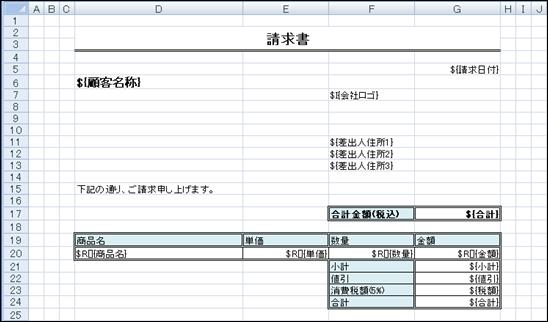 A B C D E F G H I J
1
2
3 請求書
4
5 ${請求日付}
6 ${顧客名称}
7 $I{会社ロゴ}
8
9
10
11 ${差出人住所1}
12 ${差出人住所2}
13 ${差出人住所3}
14
15 下記の通り、ご請求申し上げます。
16
17 合計金額(税込) ${合計}
18
19 商品名 単価 数量 金額
20 $R[]{商品名} $R[]{単価} $R[]{数量} $R[]{金額}
21 小計 ${小計}
22 値引 ${値引}
23 消費税額(5%) ${税額}
24 合計 ${合計}
25